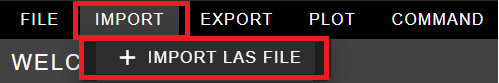 FILE IMPORT EXPORT PLOT COMMAND
WELC + IMPORT LAS FILE